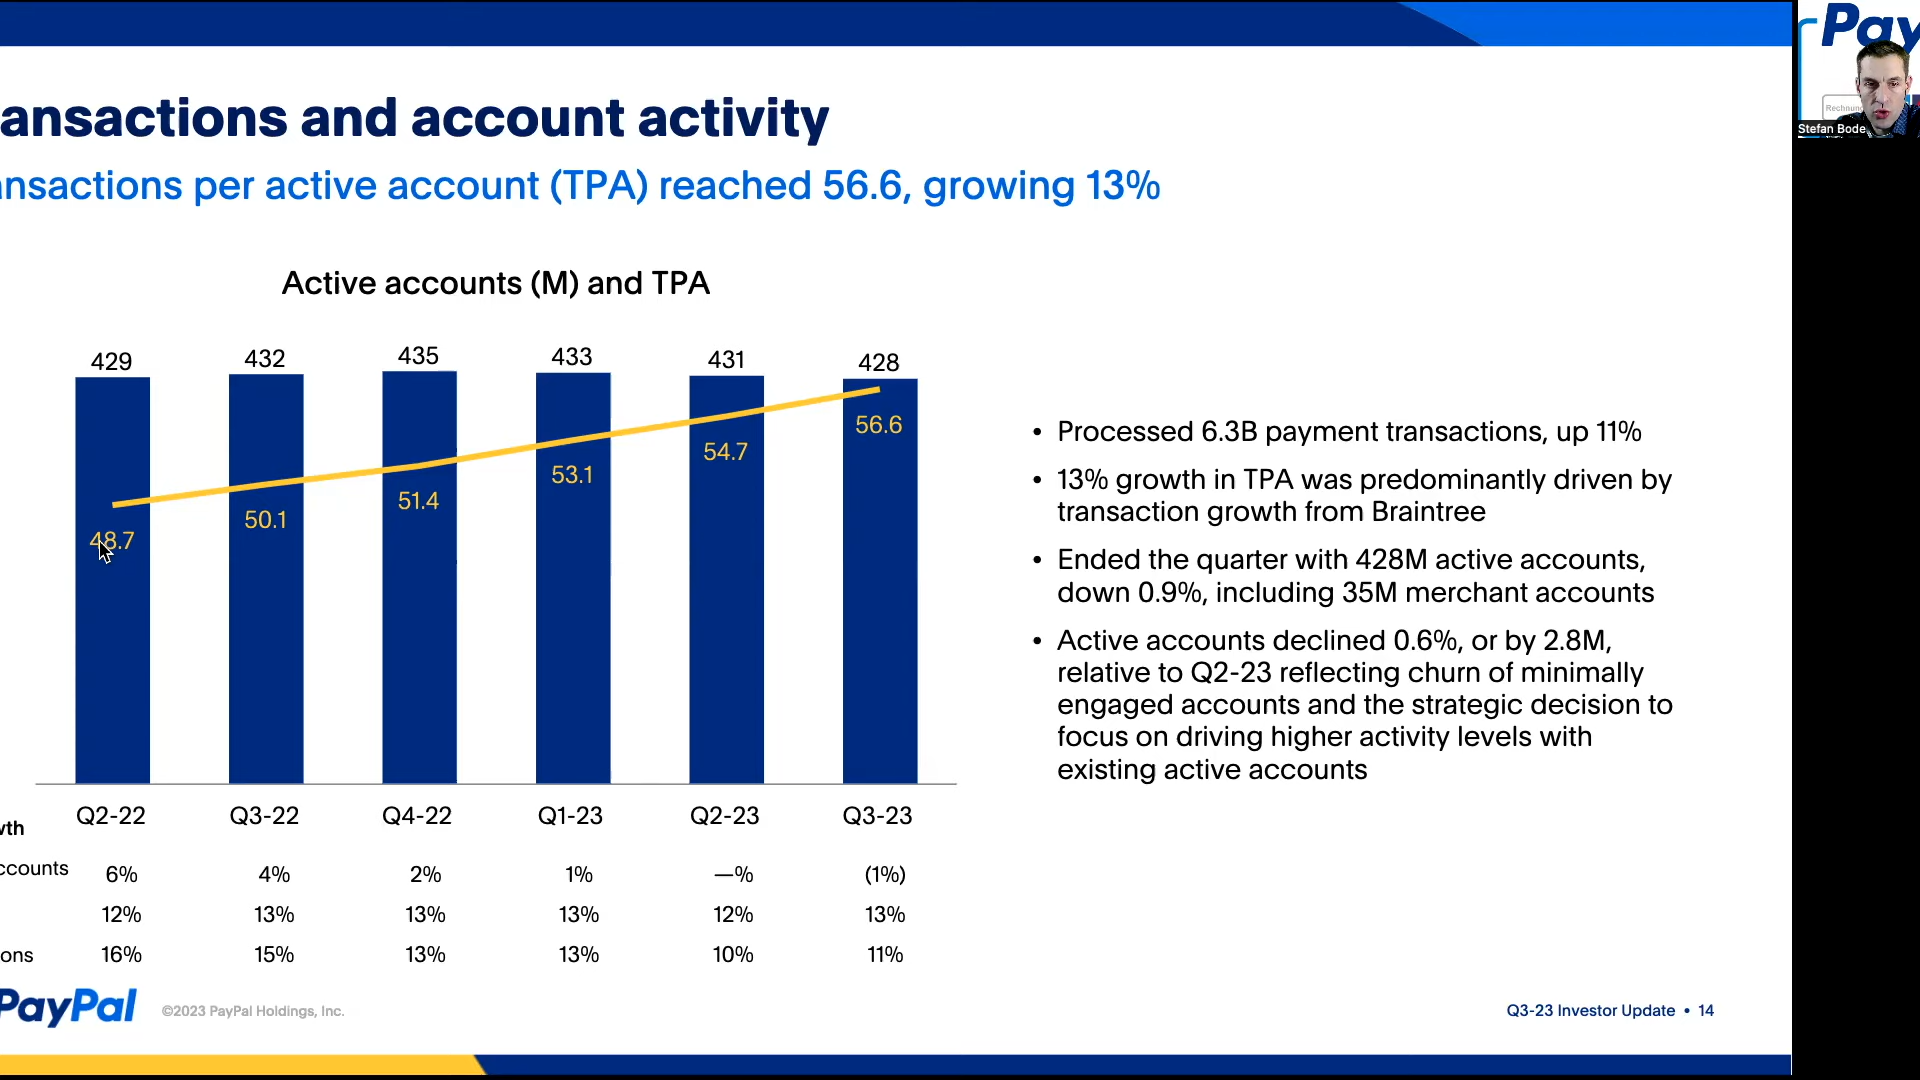 ansactions and account activity
ansactions per active account (TPA) reached 56.6, growing 13%
Active accounts (M) and TPA
429 432 435 433 431 428
48.7 50.1 51.4 53.1 54.7 56.6
Q2-22 Q3-22 Q4-22 Q1-23 Q2-23 Q3-23
wth
ccounts 6% 4% 2% 1% —% (1%)
12% 13% 13% 13% 12% 13%
ons 16% 15% 13% 13% 10% 11%
• Processed 6.3B payment transactions, up 11%
• 13% growth in TPA was predominantly driven by
transaction growth from Braintree
• Ended the quarter with 428M active accounts,
down 0.9%, including 35M merchant accounts
• Active accounts declined 0.6%, or by 2.8M,
relative to Q2-23 reflecting churn of minimally
engaged accounts and the strategic decision to
focus on driving higher activity levels with
existing active accounts
PayPal
©2023 PayPal Holdings, Inc.
Q3-23 Investor Update • 14
Pay
Rechnun
Stefan Bode